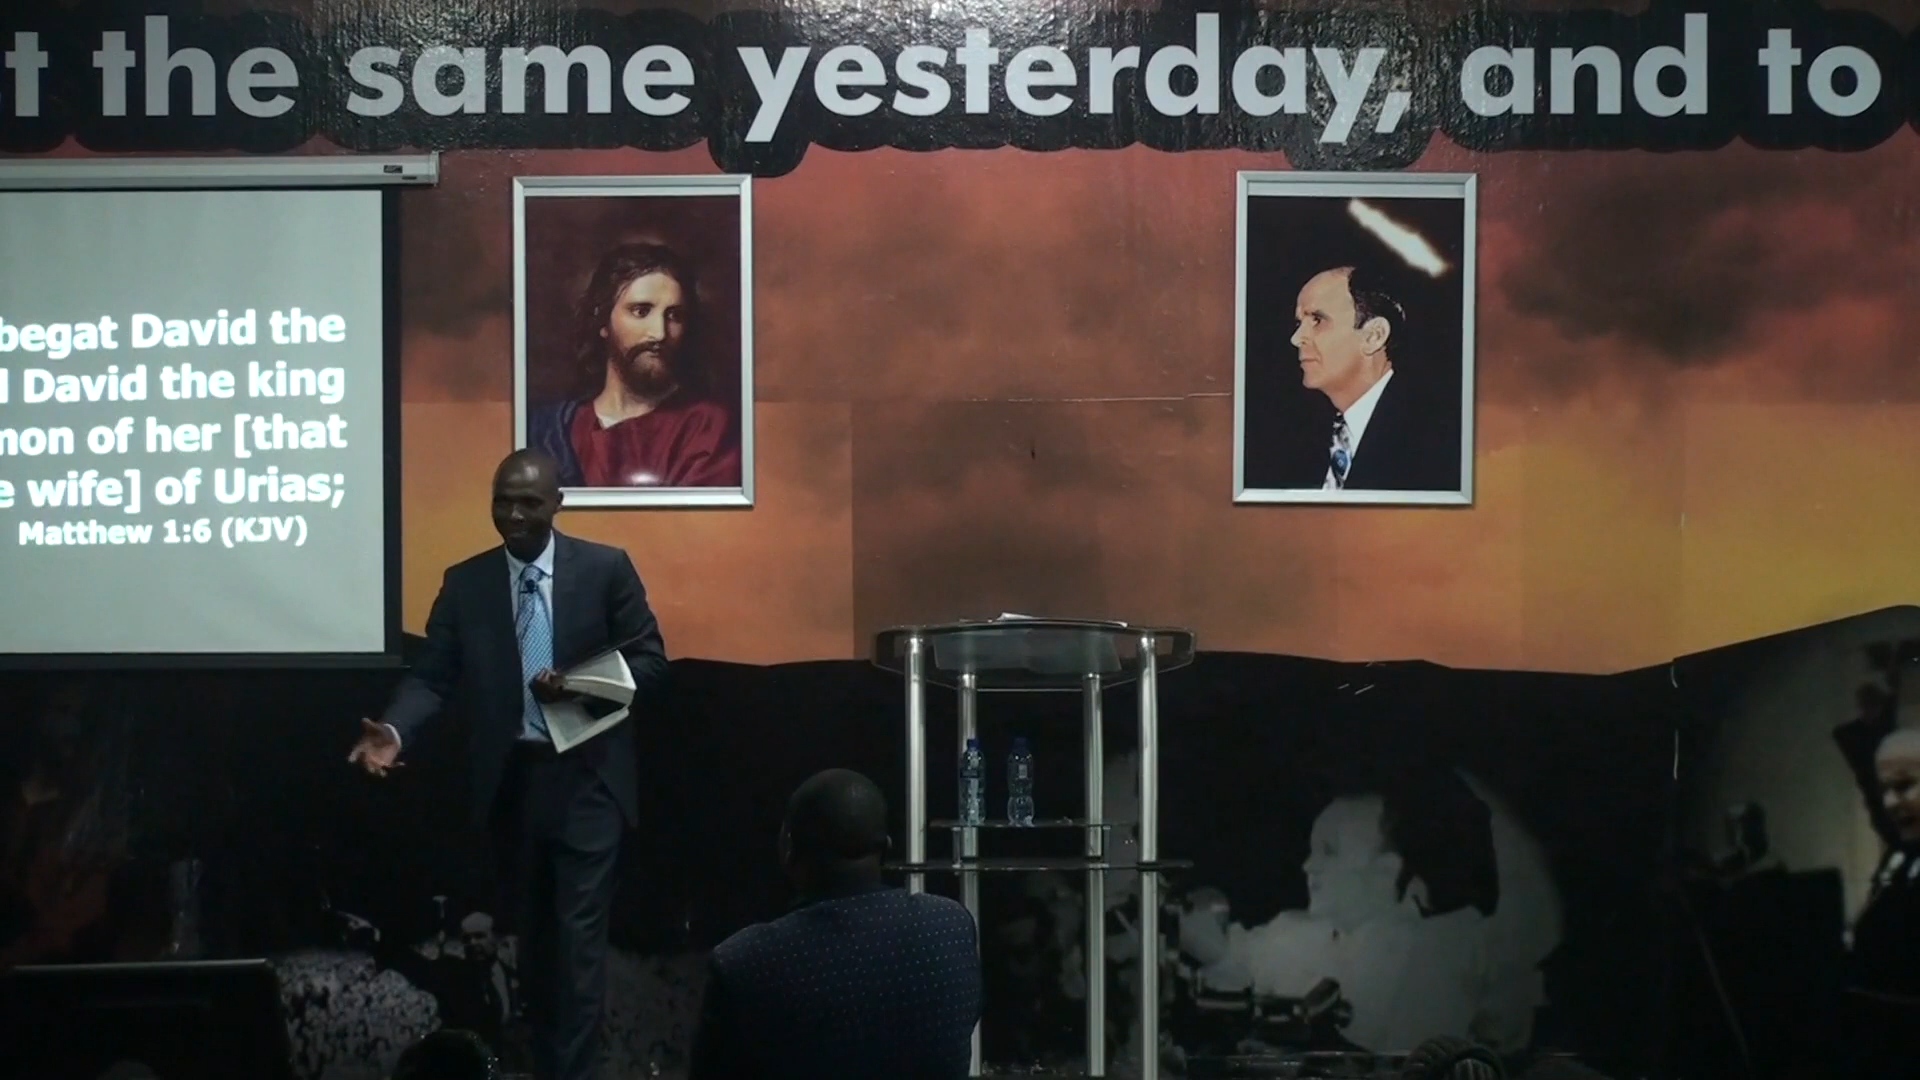 t the same yesterday, and to
begat David the
David the king
mon of her [that
e wife] of Urias;
Matthew 1:6 (KJV)